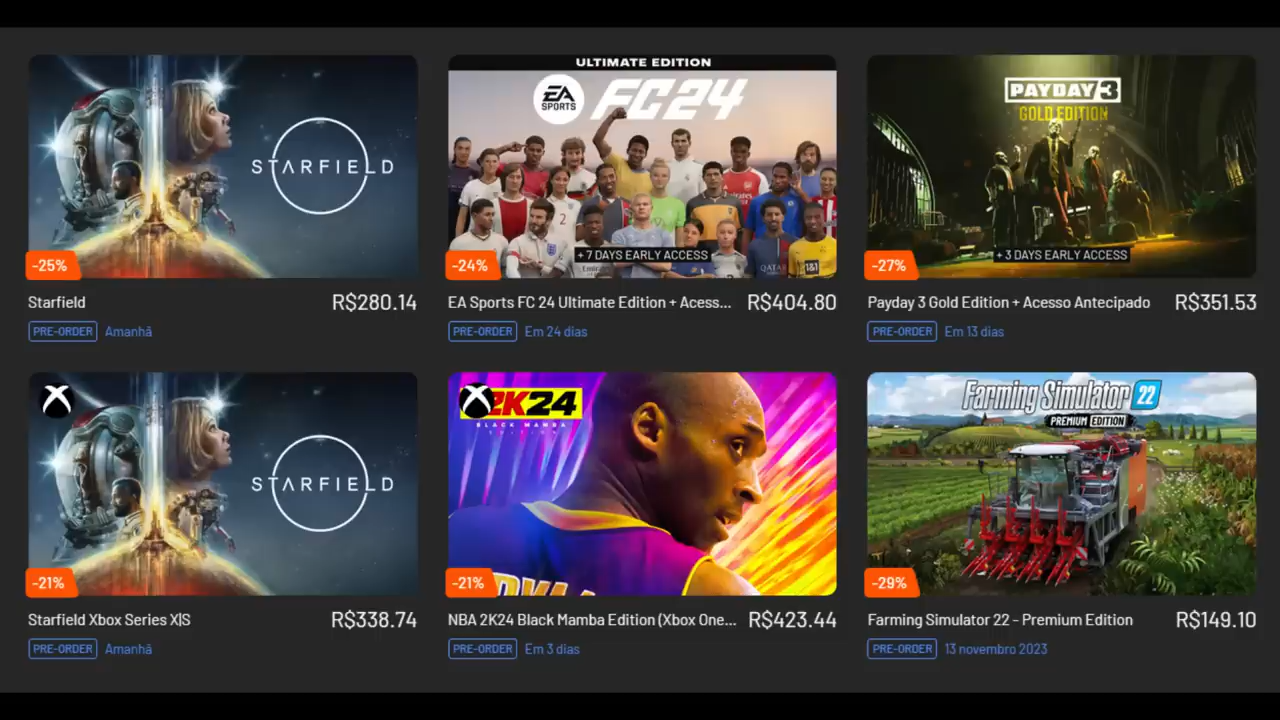 STARFIELD
-25%
Starfield
R$280.14
PRE-ORDER
Amanhã
ULTIMATE EDITION
EA
SPORTS
FC24
+ 7 DAYS EARLY ACCESS
-24%
EA Sports FC 24 Ultimate Edition + Acess...
R$404.80
PRE-ORDER
Em 24 dias
PAYDAY 3
GOLD EDITION
+ 3 DAYS EARLY ACCESS
-27%
Payday 3 Gold Edition + Acesso Antecipado
R$351.53
PRE-ORDER
Em 13 dias
STARFIELD
-21%
Starfield Xbox Series X|S
R$338.74
PRE-ORDER
Amanhã
2K24
BLACK MAMBA
EDITION
-21%
NBA 2K24 Black Mamba Edition (Xbox One...
R$423.44
PRE-ORDER
Em 3 dias
Farming Simulator 22
PREMIUM EDITION
-29%
Farming Simulator 22 - Premium Edition
R$149.10
PRE-ORDER
13 novembro 2023